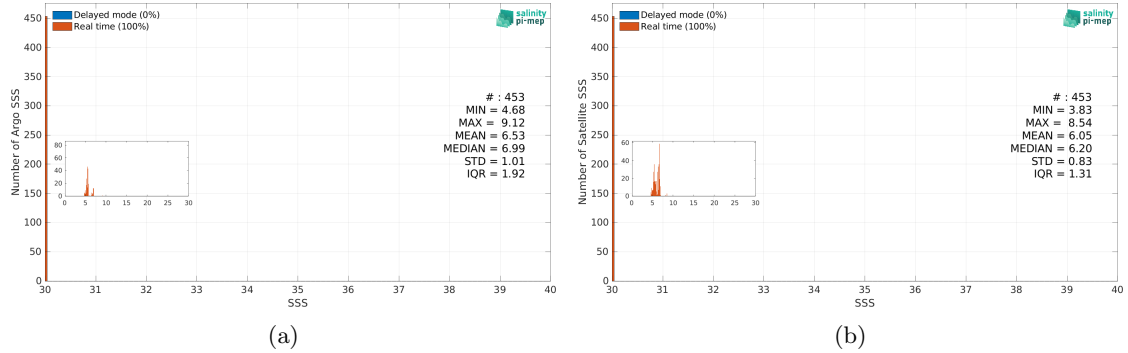 Delayed mode (0%)
Real time (100%)
salinity
pi-mep
450
400
350
300
250
200
150
100
50
0
Number of Argo SSS
# : 453
MIN = 4.68
MAX = 9.12
MEAN = 6.53
MEDIAN = 6.99
STD = 1.01
IQR = 1.92
80
60
40
20
0
0 5 10 15 20 25 30
30 31 32 33 34 35 36 37 38 39 40
SSS
(a)
Delayed mode (0%)
Real time (100%)
salinity
pi-mep
450
400
350
300
250
200
150
100
50
0
Number of Satellite SSS
# : 453
MIN = 3.83
MAX = 8.54
MEAN = 6.05
MEDIAN = 6.20
STD = 0.83
IQR = 1.31
60
40
20
0
0 5 10 15 20 25 30
30 31 32 33 34 35 36 37 38 39 40
SSS
(b)